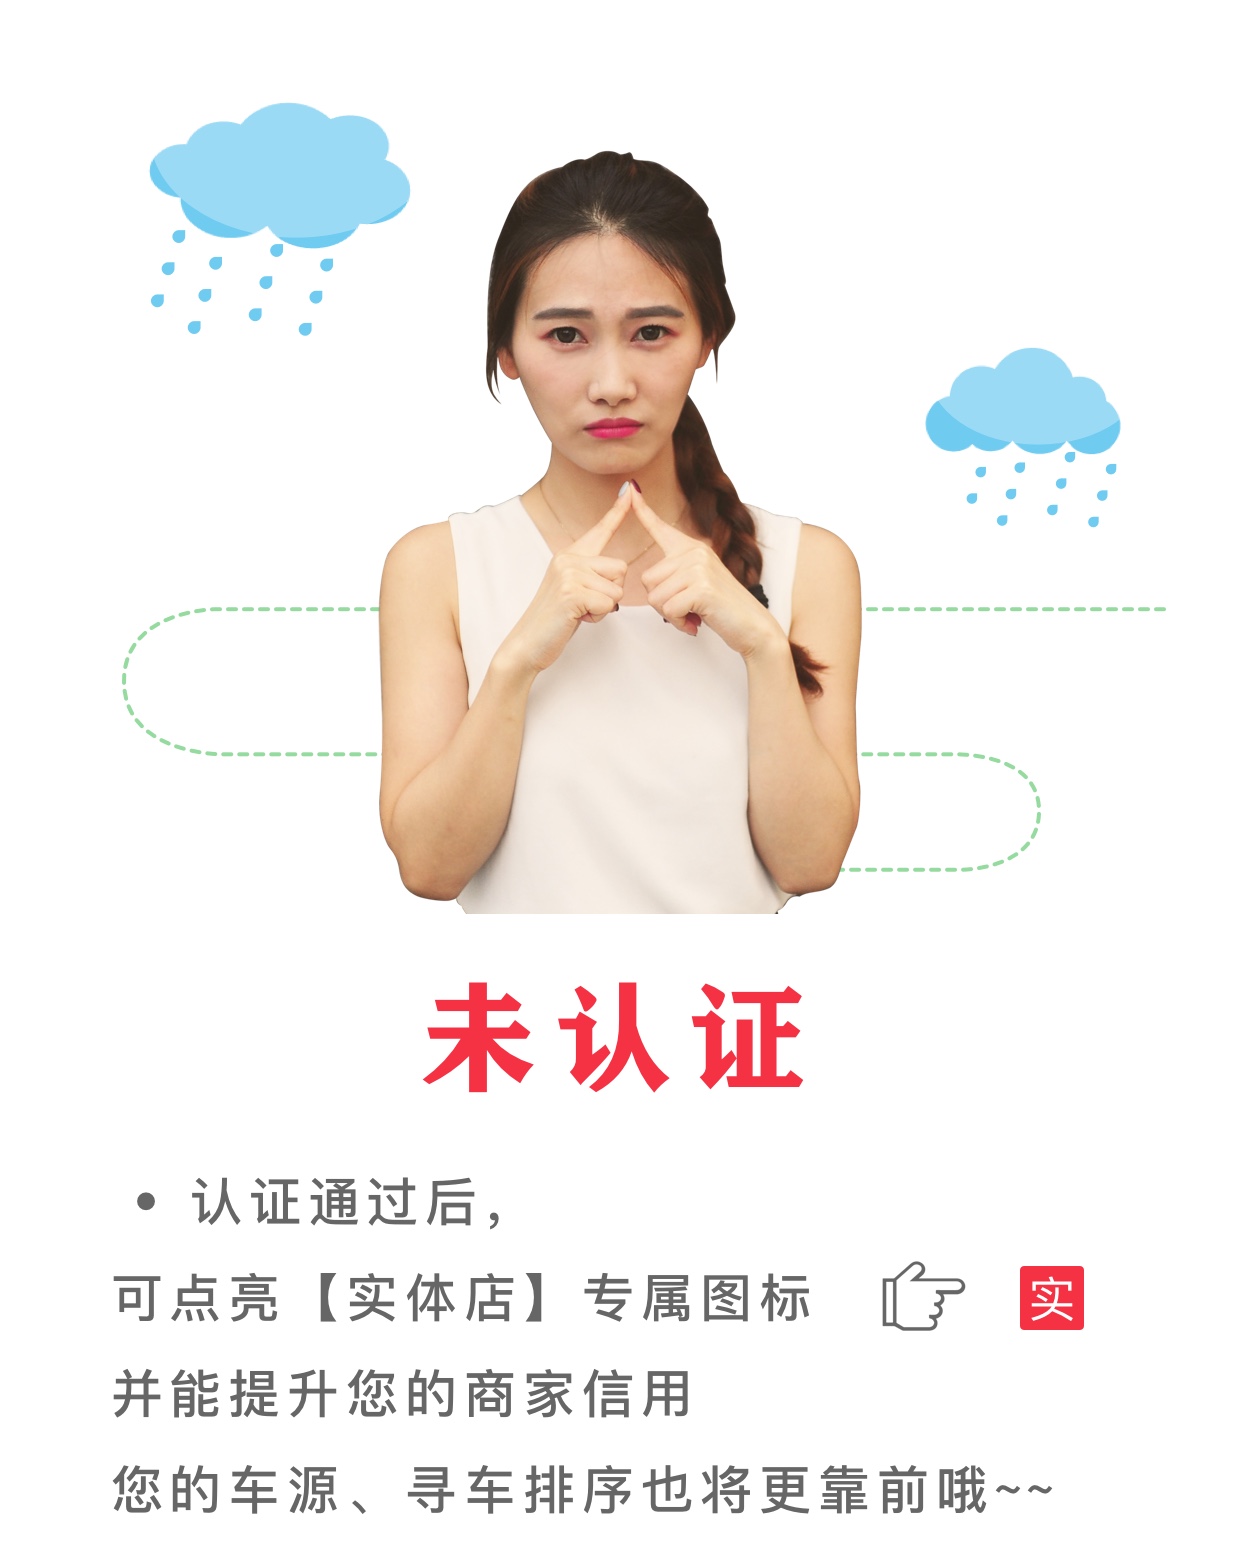 未认证
• 认证通过后，
可点亮【实体店】专属图标 实
并能提升您的商家信用
您的车源、寻车排序也将更靠前哦~~